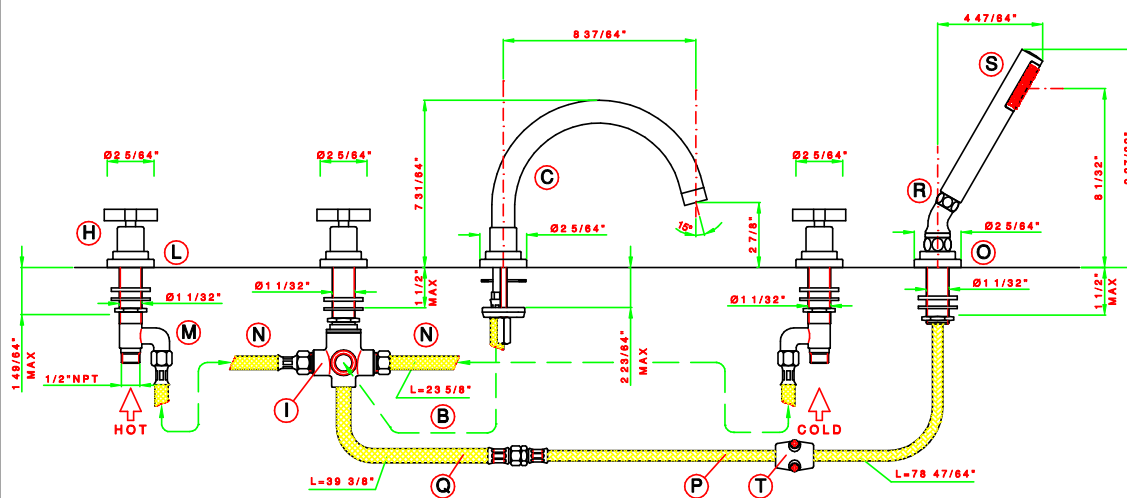 8 37/64"
4 47/64"
S
Ø2 5/64"
Ø2 5/64"
Ø2 5/64"
7 31/64"
C
R
8 1/32"
H
L
15°
2 7/8"
Ø2 5/64"
Ø2 5/64"
O
Ø1 1/32"
Ø1 1/32"
1 1/2"
MAX
Ø1 1/32"
Ø1 1/32"
1 1/2"
MAX
1 49/64"
MAX
M
N
N
2 23/64"
MAX
1/2"NPT
L=23 5/8"
I
B
HOT
COLD
L=39 3/8"
Q
P
T
L=78 47/64"